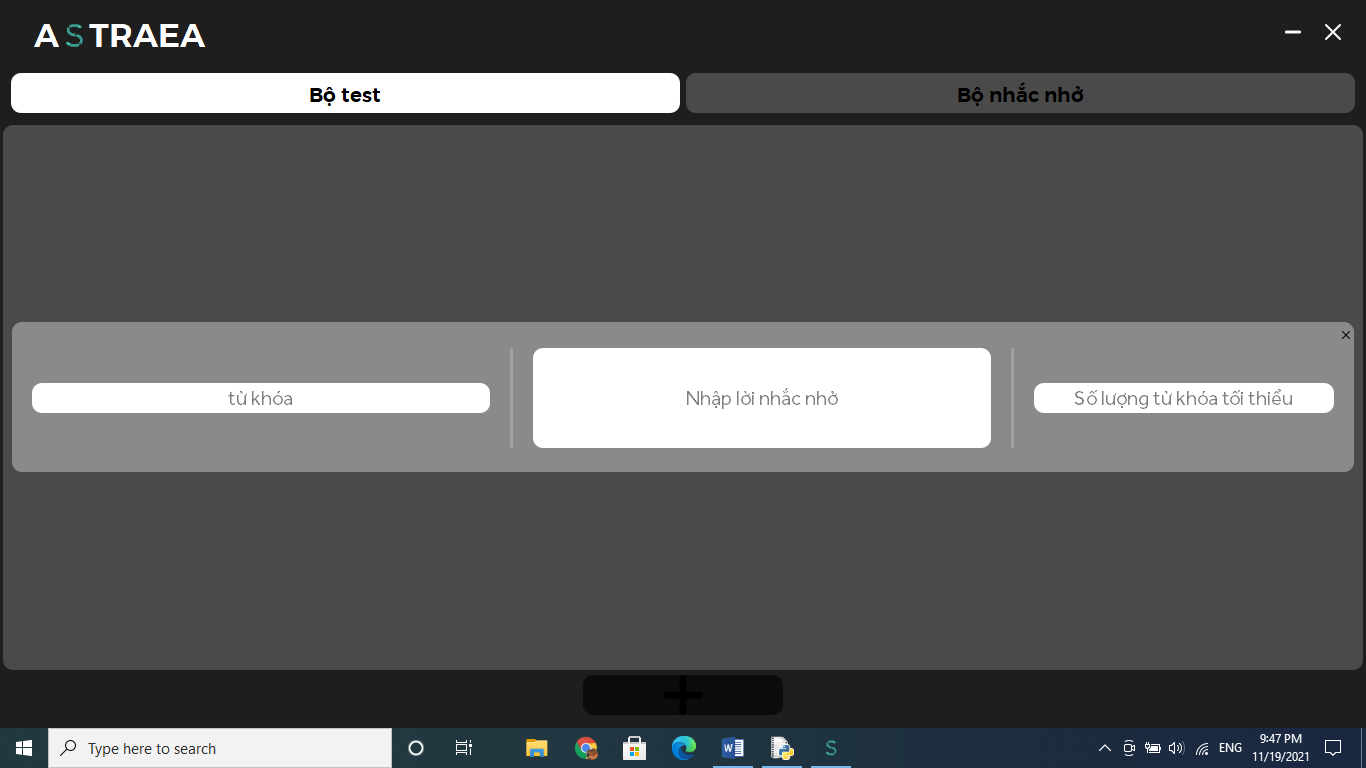 ASTRAEA
Bộ test
Bộ nhắc nhở
từ khóa
Nhập lời nhắc nhở
Số lượng từ khóa tối thiểu
Type here to search
ENG
9:47 PM
11/19/2021